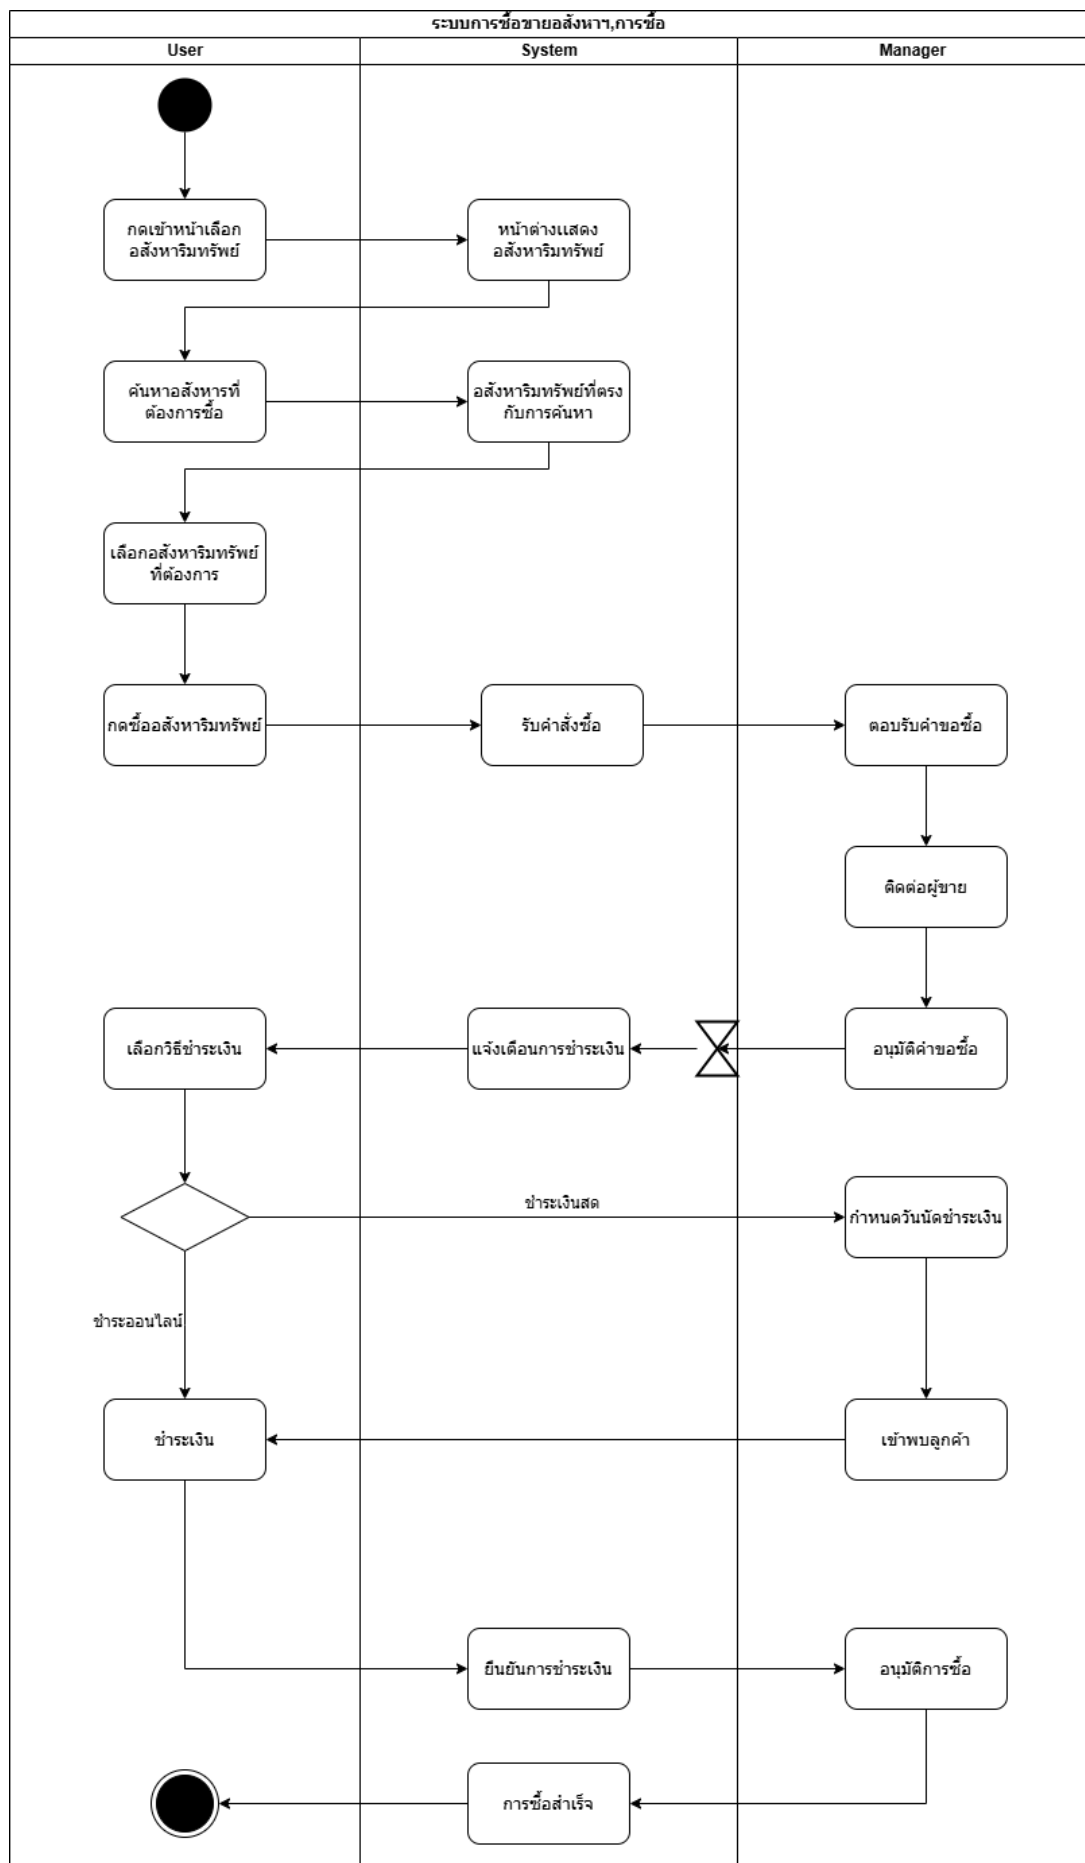 ระบบการซื้อขายอสังหาฯ,การซื้อ
User
System
Manager
กดเข้าหน้าเลือก
อสังหาริมทรัพย์
หน้าต่างแสดง
อสังหาริมทรัพย์
ค้นหาอสังหารที่
ต้องการซื้อ
อสังหาริมทรัพย์ที่ตรง
กับการค้นหา
เลือกอสังหาริมทรัพย์
ที่ต้องการ
กดซื้ออสังหาริมทรัพย์
รับคำสั่งซื้อ
ตอบรับคำขอซื้อ
ติดต่อผู้ขาย
เลือกวิธีชำระเงิน
แจ้งเตือนการชำระเงิน
อนุมัติคำขอซื้อ
ชำระเงินสด
กำหนดวันนัดชำระเงิน
ชำระออนไลน์
ชำระเงิน
เข้าพบลูกค้า
ยืนยันการชำระเงิน
อนุมัติการซื้อ
การซื้อสำเร็จ